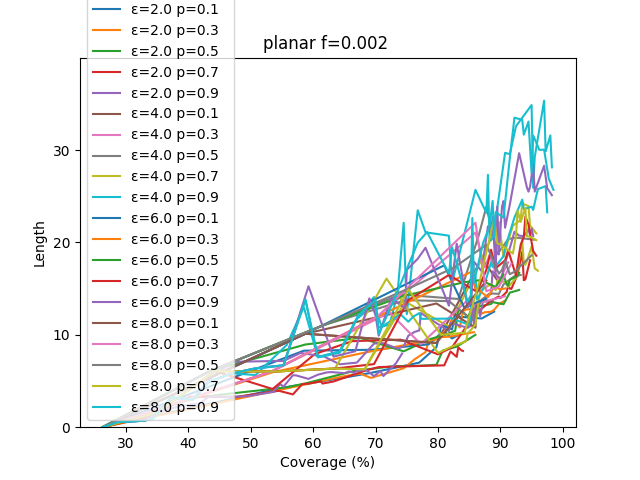 ε=2.0 p=0.1
ε=2.0 p=0.3
planar f=0.002
ε=2.0 p=0.5
ε=2.0 p=0.7
ε=2.0 p=0.9
ε=4.0 p=0.1
ε=4.0 p=0.3
ε=4.0 p=0.5
ε=4.0 p=0.7
ε=4.0 p=0.9
ε=6.0 p=0.1
ε=6.0 p=0.3
ε=6.0 p=0.5
ε=6.0 p=0.7
ε=6.0 p=0.9
ε=8.0 p=0.1
ε=8.0 p=0.3
ε=8.0 p=0.5
ε=8.0 p=0.7
ε=8.0 p=0.9
30
20
10
0
Length
30 40 50 60 70 80 90 100
Coverage (%)